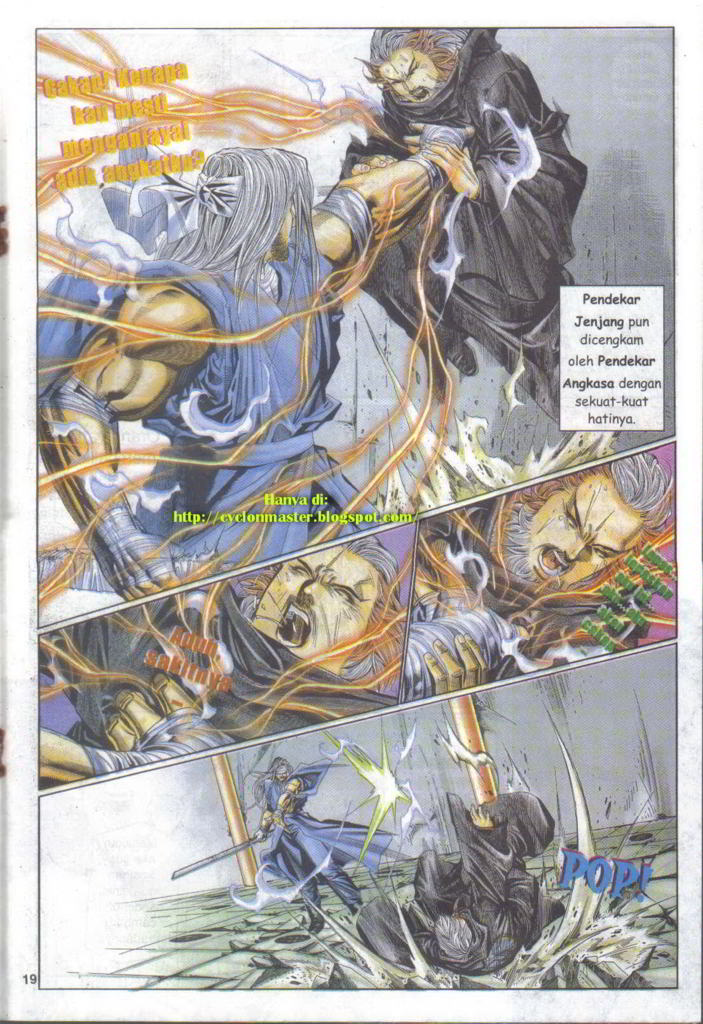 Cakap! Kenapa
kau mesti
menganiayai
adik angkatku?
Pendekar
Jenjang pun
dicengkam
oleh Pendekar
Angkasa dengan
sekuat-kuat
hatinya.
Hanya di:
http://cyclonmaster.blogspot.com/
Aduh,
sakitnya
POP!
19